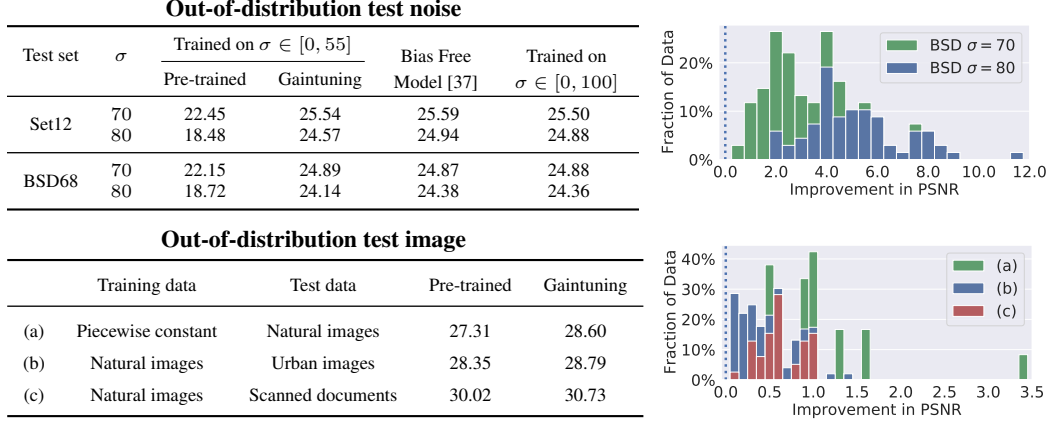 Out-of-distribution test noise
Test set σ Trained on σ ∈ [0, 55] Bias Free Trained on
Pre-trained Gaintuning Model [37] σ ∈ [0, 100]
Set12 70 22.45 25.54 25.59 25.50
80 18.48 24.57 24.94 24.88
BSD68 70 22.15 24.89 24.87 24.88
80 18.72 24.14 24.38 24.36
Fraction of Data
20%
10%
0%
BSD σ = 70
BSD σ = 80
0.0 2.0 4.0 6.0 8.0 10.0 12.0
Improvement in PSNR
Out-of-distribution test image
Training data Test data Pre-trained Gaintuning
(a) Piecewise constant Natural images 27.31 28.60
(b) Natural images Urban images 28.35 28.79
(c) Natural images Scanned documents 30.02 30.73
Fraction of Data
40%
30%
20%
10%
0%
(a)
(b)
(c)
0.0 0.5 1.0 1.5 2.0 2.5 3.0 3.5
Improvement in PSNR